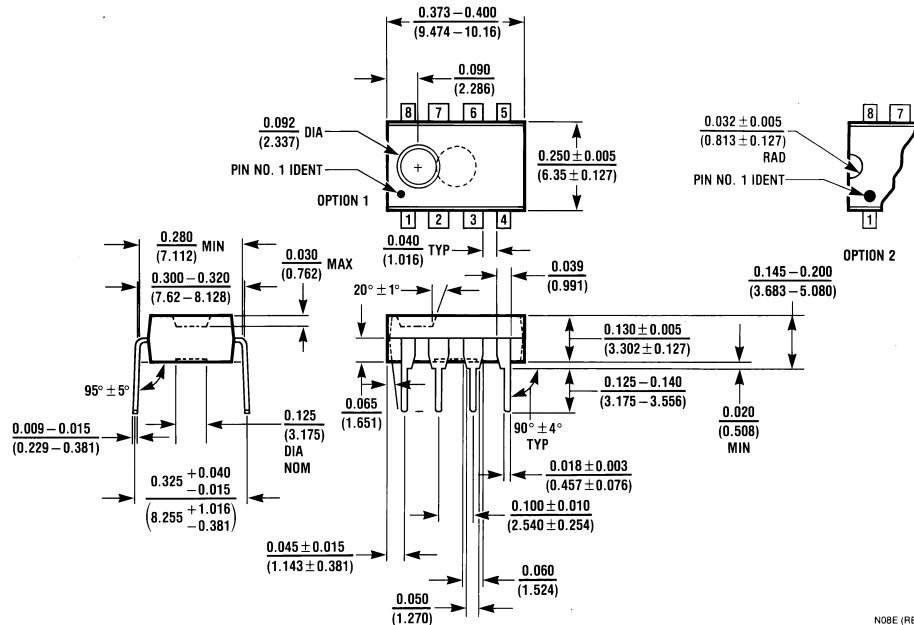 0.373 – 0.400
(9.474 – 10.16)
0.090
(2.286)
8 7 6 5
0.092 DIA
(2.337)
PIN NO. 1 IDENT
OPTION 1
1 2 3 4
0.250 ± 0.005
(6.35 ± 0.127)
8 7
0.032 ± 0.005
(0.813 ± 0.127)
RAD
PIN NO. 1 IDENT
1
OPTION 2
0.280 MIN
(7.112)
0.300 – 0.320
(7.62 – 8.128)
0.030 MAX
(0.762)
0.040 TYP
(1.016)
20° ± 1°
0.039
(0.991)
0.145 – 0.200
(3.683 – 5.080)
0.130 ± 0.005
(3.302 ± 0.127)
0.125 – 0.140
(3.175 – 3.556)
0.020
(0.508)
MIN
95° ± 5°
0.009 – 0.015
(0.229 – 0.381)
0.125
(3.175)
DIA
NOM
0.065
(1.651)
90° ± 4°
TYP
0.018 ± 0.003
(0.457 ± 0.076)
0.325 +0.040
−0.015
(8.255 +1.016
−0.381)
0.100 ± 0.010
(2.540 ± 0.254)
0.045 ± 0.015
(1.143 ± 0.381)
0.060
(1.524)
0.050
(1.270)
N08E (RE